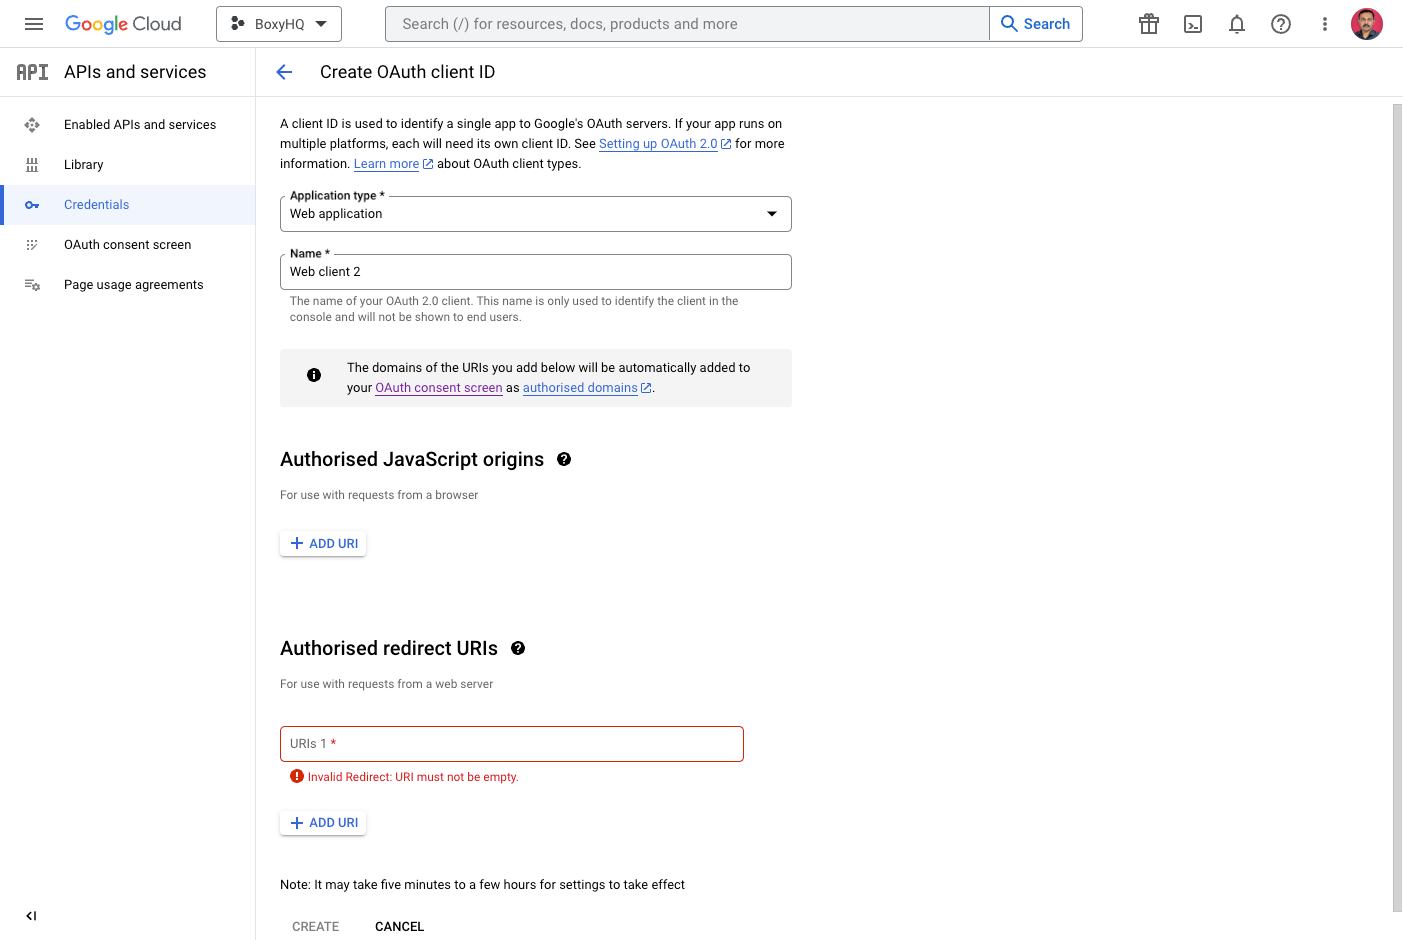 Google Cloud
BoxyHQ
Search (/) for resources, docs, products and more
Search
API
APIs and services
Create OAuth client ID
Enabled APIs and services
Library
Credentials
OAuth consent screen
Page usage agreements
A client ID is used to identify a single app to Google's OAuth servers. If your app runs on
multiple platforms, each will need its own client ID. See Setting up OAuth 2.0 for more
information. Learn more about OAuth client types.
Application type *
Web application
Name *
Web client 2
The name of your OAuth 2.0 client. This name is only used to identify the client in the
console and will not be shown to end users.
The domains of the URIs you add below will be automatically added to
your OAuth consent screen as authorised domains.
Authorised JavaScript origins
For use with requests from a browser
ADD URI
Authorised redirect URIs
For use with requests from a web server
URIs 1 *
Invalid Redirect: URI must not be empty.
ADD URI
Note: It may take five minutes to a few hours for settings to take effect
CREATE
CANCEL